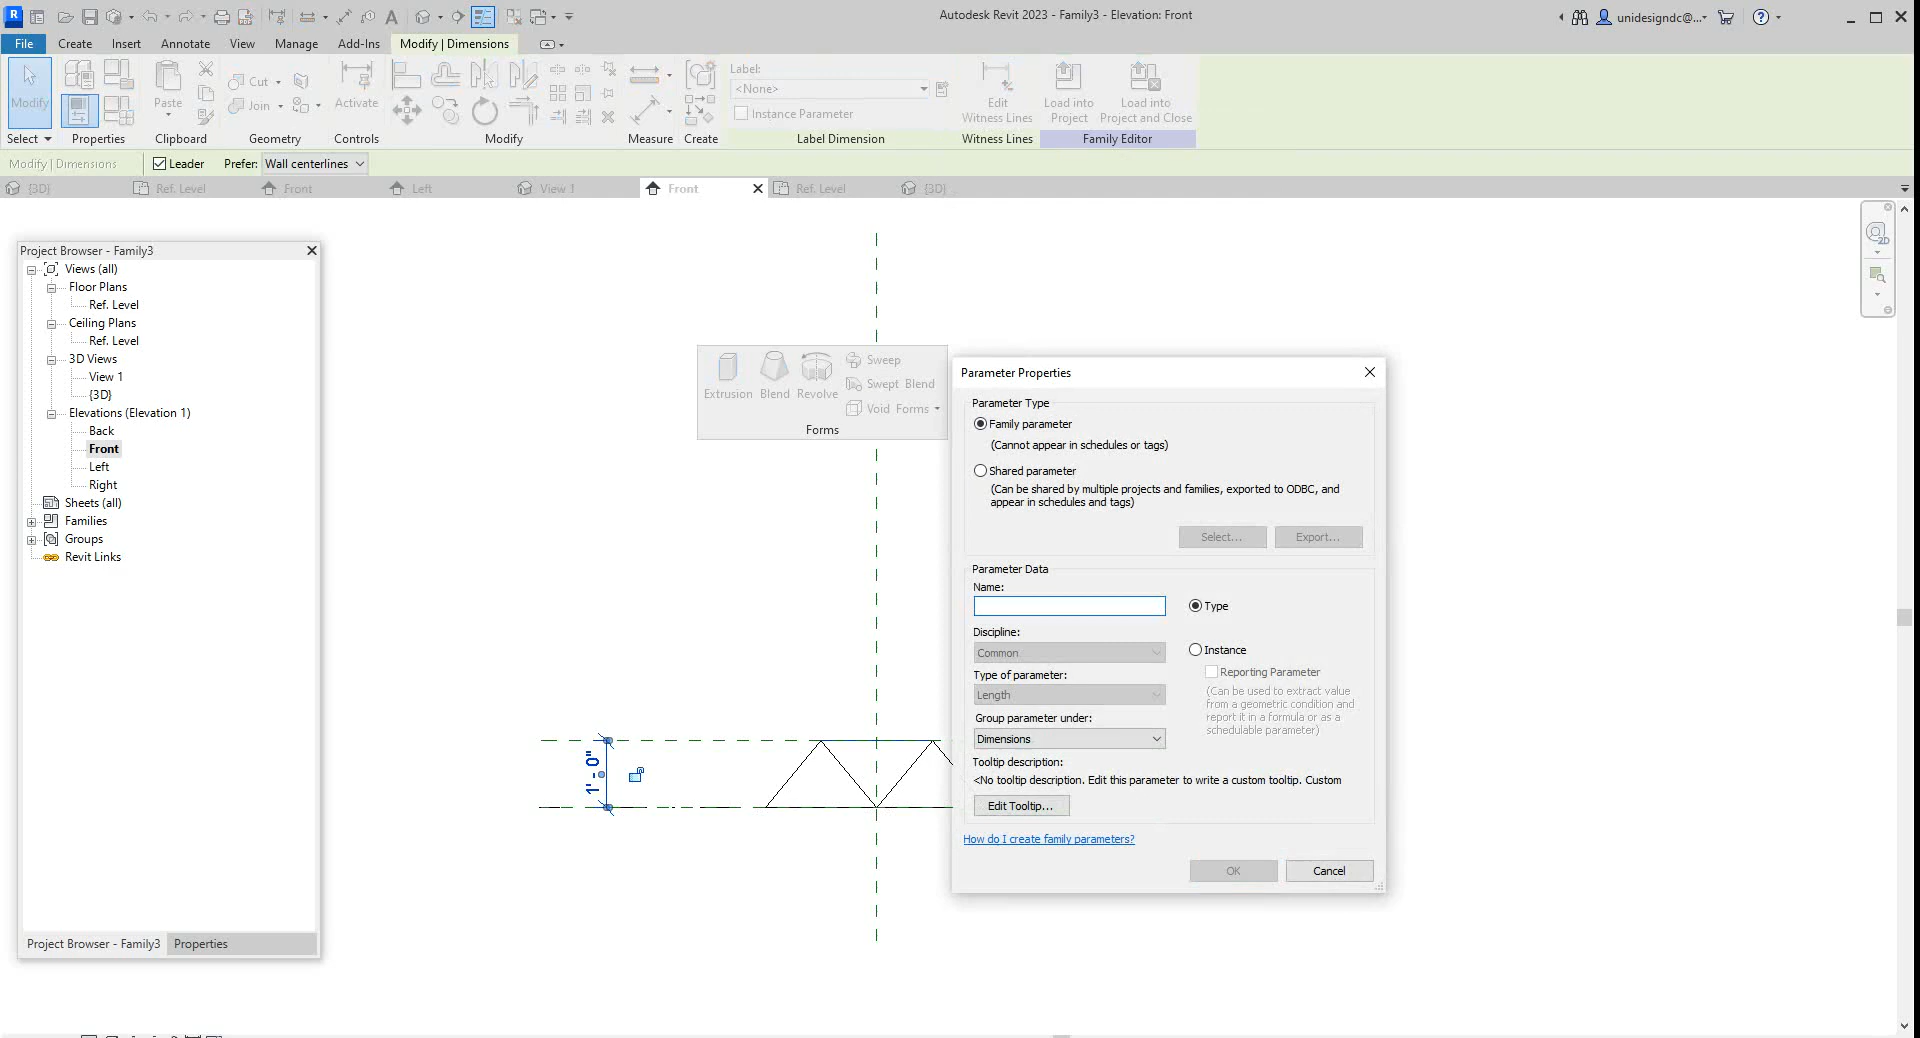 Autodesk Revit 2023 - Family3 - Elevation: Front
unidesigndc@...
File Create Insert Annotate View Manage Add-Ins Modify | Dimensions
Modify
Select
Properties
Paste
Clipboard
Cut
Join
Geometry
Activate
Controls
Modify
Measure
Create
Label:
<None>
Instance Parameter
Label Dimension
Edit
Witness Lines
Witness Lines
Load into
Project
Load into
Project and Close
Family Editor
Modify | Dimensions
Leader
Prefer: Wall centerlines
{3D} Ref. Level Front Left View 1 Front Ref. Level {3D}
2D
Project Browser - Family3
Views (all)
Floor Plans
Ref. Level
Ceiling Plans
Ref. Level
3D Views
View 1
{3D}
Elevations (Elevation 1)
Back
Front
Left
Right
Sheets (all)
Families
Groups
Revit Links
Project Browser - Family3 Properties
Extrusion Blend Revolve
Sweep
Swept Blend
Void Forms
Forms
1' - 0"
Parameter Properties
Parameter Type
Family parameter
(Cannot appear in schedules or tags)
Shared parameter
(Can be shared by multiple projects and families, exported to ODBC, and
appear in schedules and tags)
Select... Export...
Parameter Data
Name:
Type
Discipline:
Common
Instance
Reporting Parameter
(Can be used to extract value
from a geometric condition and
report it in a formula or as a
schedulable parameter)
Type of parameter:
Length
Group parameter under:
Dimensions
Tooltip description:
<No tooltip description. Edit this parameter to write a custom tooltip. Custom
Edit Tooltip...
How do I create family parameters?
OK Cancel